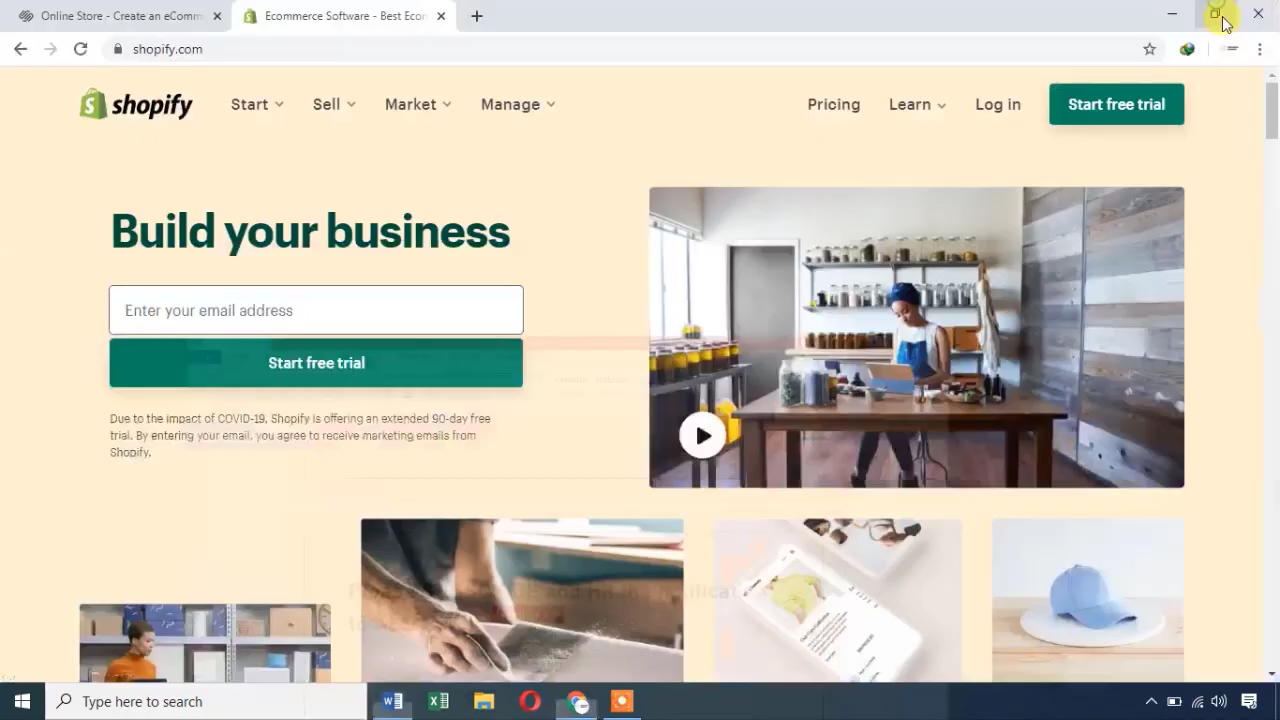 Online Store - Create an eComm
Ecommerce Software - Best Econ
shopify.com
shopify
Start
Sell
Market
Manage
Pricing
Learn
Log in
Start free trial
Build your business
Enter your email address
Start free trial
Due to the impact of COVID-19, Shopify is offering an extended 90-day free
trial. By entering your email, you agree to receive marketing emails from
Shopify.
Type here to search